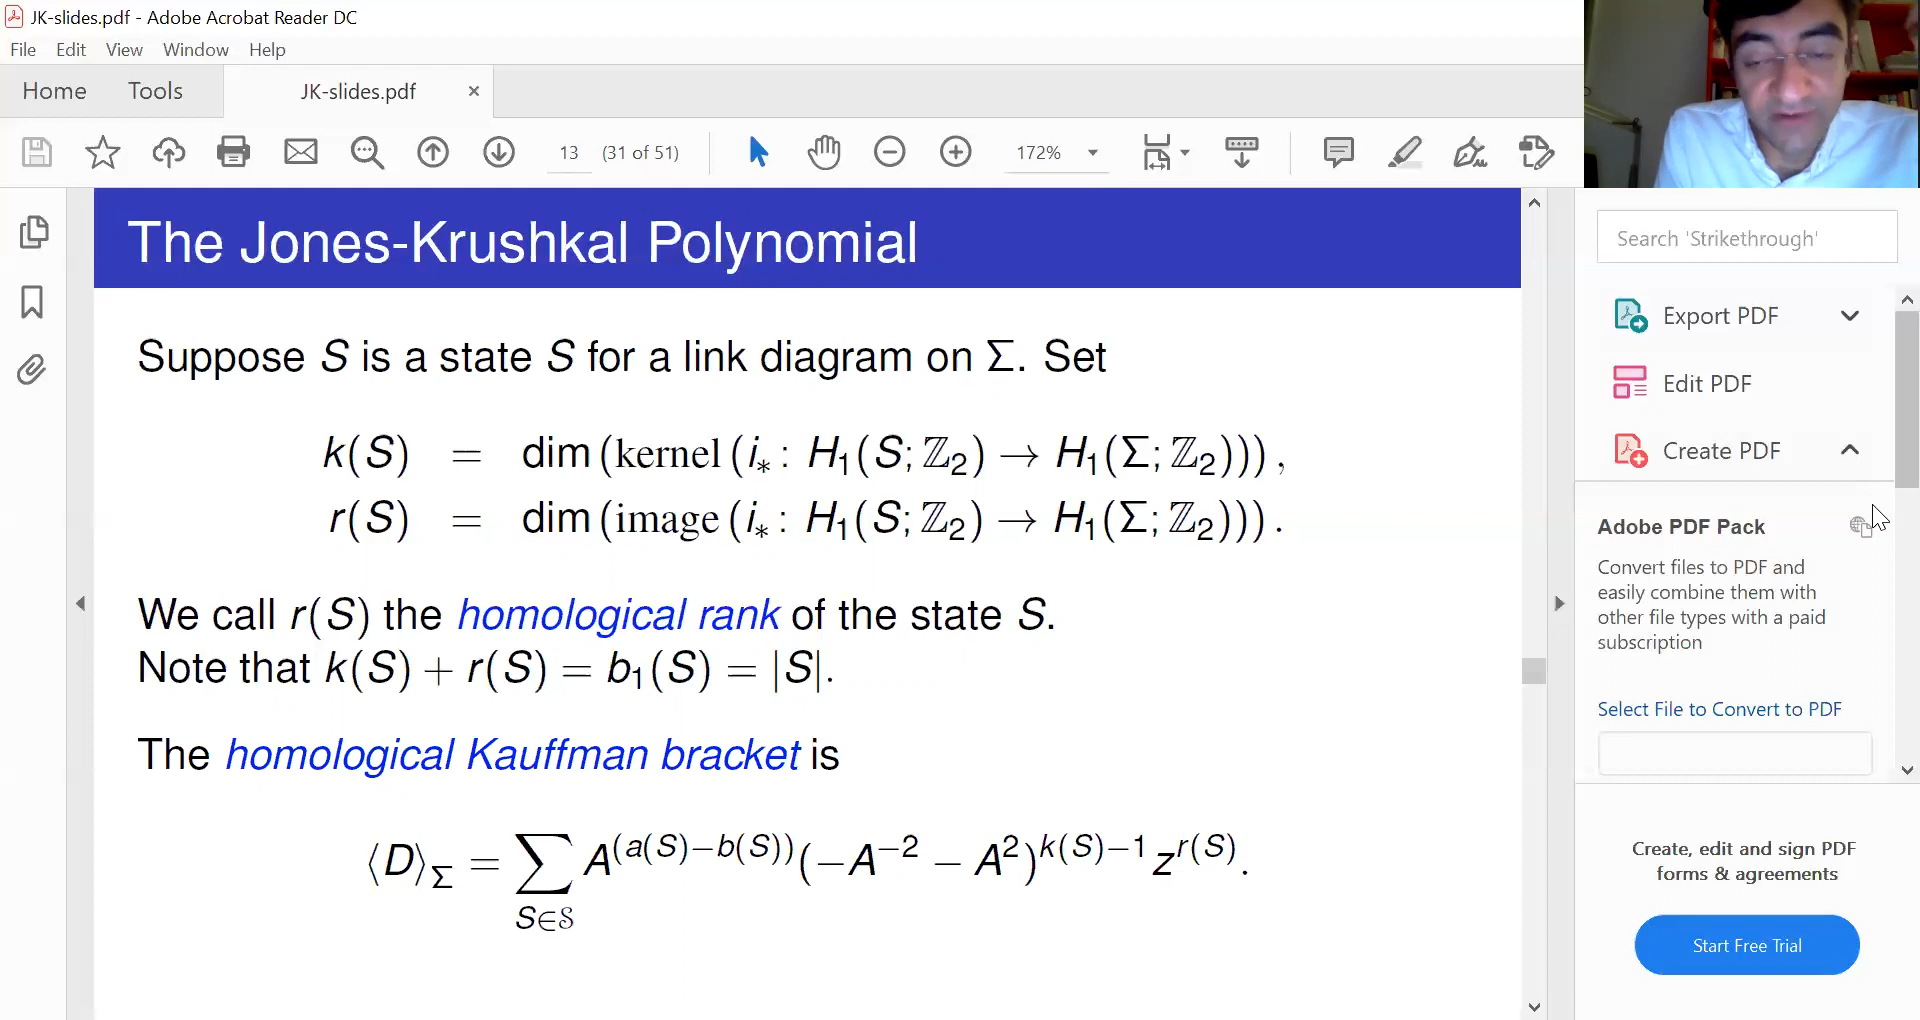 JK-slides.pdf - Adobe Acrobat Reader DC
File Edit View Window Help
Home Tools JK-slides.pdf ×
13 (31 of 51) 172%
The Jones-Krushkal Polynomial
Suppose S is a state S for a link diagram on Σ. Set
k(S) = dim (kernel (i_* : H_1(S; ℤ_2) → H_1(Σ; ℤ_2))) ,
r(S) = dim (image (i_* : H_1(S; ℤ_2) → H_1(Σ; ℤ_2))) .
We call r(S) the homological rank of the state S.
Note that k(S) + r(S) = b_1(S) = |S|.
The homological Kauffman bracket is
⟨D⟩_Σ = ∑_{S∈𝒮} A^{(a(S)−b(S))} (−A^{−2} − A^2)^{k(S)−1} z^{r(S)}.
Search 'Strikethrough'
Export PDF
Edit PDF
Create PDF
Adobe PDF Pack
Convert files to PDF and
easily combine them with
other file types with a paid
subscription
Select File to Convert to PDF
Create, edit and sign PDF
forms & agreements
Start Free Trial